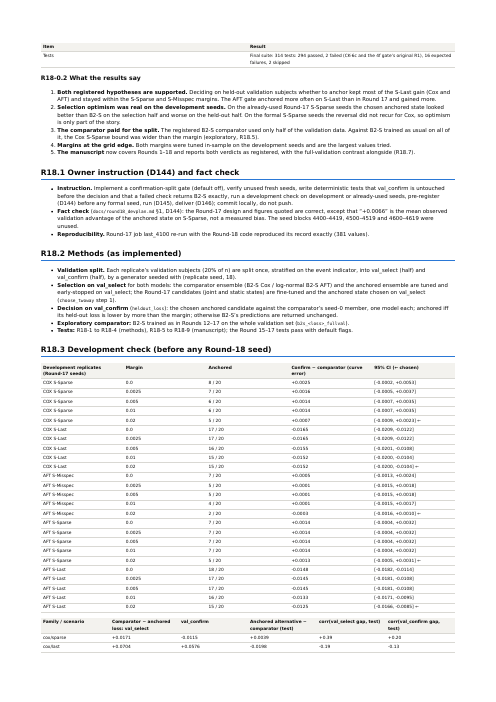 Item Result
Tests Final suite: 314 tests: 294 passed, 2 failed (CII-6c and the 4f gate's original R1), 16 expected
failures, 2 skipped
R18-0.2 What the results say
1. Both registered hypotheses are supported. Deciding on held-out validation subjects whether to anchor kept most of the S-Last gain (Cox and
AFT) and stayed within the S-Sparse and S-Misspec margins. The AFT gate anchored more often on S-Last than in Round 17 and gained more.
2. Selection optimism was real on the development seeds. On the already-used Round-17 S-Sparse seeds the chosen anchored state looked
better than B2-S on the selection half and worse on the held-out half. On the formal S-Sparse seeds the reversal did not recur for Cox, so optimism
is only part of the story.
3. The comparator paid for the split. The registered B2-S comparator used only half of the validation data. Against B2-S trained as usual on all of
it, the Cox S-Sparse bound was wider than the margin (exploratory, R18.5).
4. Margins at the grid edge. Both margins were tuned in-sample on the development seeds and are the largest values tried.
5. The manuscript now covers Rounds 1–18 and reports both verdicts as registered, with the full-validation contrast alongside (R18.7).
R18.1 Owner instruction (D144) and fact check
• Instruction. Implement a confirmation-split gate (default off), verify unused fresh seeds, write deterministic tests that val_confirm is untouched
before the decision and that a failed check returns B2-S exactly, run a development check on development or already-used seeds, pre-register
(D144) before any formal seed, run (D145), deliver (D146); commit locally, do not push.
• Fact check (docs/round18_devplan.md §1, D144): the Round-17 design and figures quoted are correct, except that "+0.0066" is the mean observed
validation advantage of the anchored state on S-Sparse, not a measured bias. The seed blocks 4400–4419, 4500–4519 and 4600–4619 were
unused.
• Reproducibility. Round-17 job last_4100 re-run with the Round-18 code reproduced its record exactly (381 values).
R18.2 Methods (as implemented)
• Validation split. Each replicate's validation subjects (20% of n) are split once, stratified on the event indicator, into val_select (half) and
val_confirm (half), by a generator seeded with (replicate seed, 18).
• Selection on val_select for both models: the comparator ensemble (B2-S Cox / log-normal B2-S AFT) and the anchored ensemble are tuned and
early-stopped on val_select; the Round-17 candidates (joint and static states) are fine-tuned and the anchored state chosen on val_select
(choose_twoway step 1).
• Decision on val_confirm (heldout_loss): the chosen anchored candidate against the comparator's seed-0 member, one model each; anchored iff
its held-out loss is lower by more than the margin; otherwise B2-S's predictions are returned unchanged.
• Exploratory comparator: B2-S trained as in Rounds 12–17 on the whole validation set (b2s_&lt;loss&gt;_fullval).
• Tests: R18-1 to R18-4 (methods), R18-5 to R18-9 (manuscript); the Round 15–17 tests pass with default flags.
R18.3 Development check (before any Round-18 seed)
Development replicates (Round-17 seeds) Margin Anchored Confirm − comparator (curve error) 95% CI (← chosen)
COX S-Sparse 0.0 8 / 20 +0.0025 [-0.0002, +0.0053]
COX S-Sparse 0.0025 7 / 20 +0.0016 [-0.0005, +0.0037]
COX S-Sparse 0.005 6 / 20 +0.0014 [-0.0007, +0.0035]
COX S-Sparse 0.01 6 / 20 +0.0014 [-0.0007, +0.0035]
COX S-Sparse 0.02 5 / 20 +0.0007 [-0.0009, +0.0023] ←
COX S-Last 0.0 17 / 20 -0.0165 [-0.0209, -0.0122]
COX S-Last 0.0025 17 / 20 -0.0165 [-0.0209, -0.0122]
COX S-Last 0.005 16 / 20 -0.0155 [-0.0201, -0.0108]
COX S-Last 0.01 15 / 20 -0.0152 [-0.0200, -0.0104]
COX S-Last 0.02 15 / 20 -0.0152 [-0.0200, -0.0104] ←
AFT S-Misspec 0.0 7 / 20 +0.0005 [-0.0013, +0.0024]
AFT S-Misspec 0.0025 5 / 20 +0.0001 [-0.0015, +0.0018]
AFT S-Misspec 0.005 5 / 20 +0.0001 [-0.0015, +0.0018]
AFT S-Misspec 0.01 4 / 20 +0.0001 [-0.0015, +0.0017]
AFT S-Misspec 0.02 2 / 20 -0.0003 [-0.0016, +0.0010] ←
AFT S-Sparse 0.0 7 / 20 +0.0014 [-0.0004, +0.0032]
AFT S-Sparse 0.0025 7 / 20 +0.0014 [-0.0004, +0.0032]
AFT S-Sparse 0.005 7 / 20 +0.0014 [-0.0004, +0.0032]
AFT S-Sparse 0.01 7 / 20 +0.0014 [-0.0004, +0.0032]
AFT S-Sparse 0.02 5 / 20 +0.0013 [-0.0005, +0.0031] ←
AFT S-Last 0.0 18 / 20 -0.0148 [-0.0182, -0.0114]
AFT S-Last 0.0025 17 / 20 -0.0145 [-0.0181, -0.0108]
AFT S-Last 0.005 17 / 20 -0.0145 [-0.0181, -0.0108]
AFT S-Last 0.01 16 / 20 -0.0133 [-0.0171, -0.0095]
AFT S-Last 0.02 15 / 20 -0.0125 [-0.0166, -0.0085] ←
Family / scenario Comparator − anchored loss: val_select val_confirm Anchored alternative − comparator (test) corr(val_select gap, test) corr(val_confirm gap, test)
cox/sparse +0.0171 -0.0115 +0.0039 +0.39 +0.20
cox/last +0.0704 +0.0576 -0.0198 -0.19 -0.13